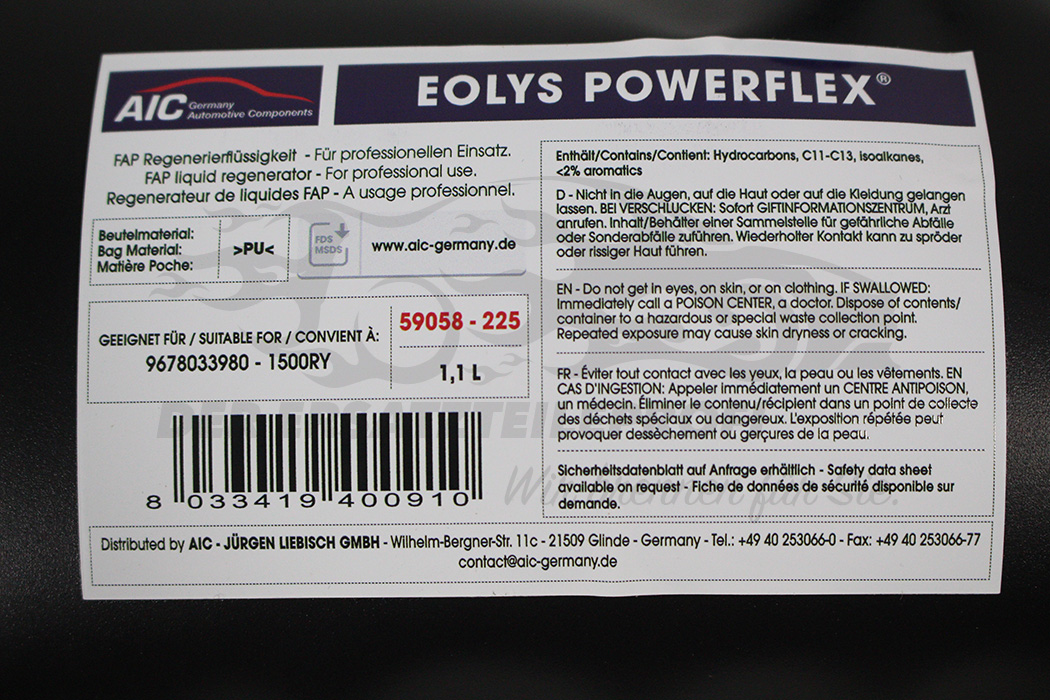 AIC Germany
Automotive Components
EOLYS POWERFLEX®
FAP Regenerierflüssigkeit - Für professionellen Einsatz.
FAP liquid regenerator - For professional use.
Regenerateur de liquides FAP - A usage professionnel.
Beutelmaterial:
Bag Material:
Matière Poche:
>PU<
FDS
MSDS
www.aic-germany.de
GEEIGNET FÜR / SUITABLE FOR / CONVIENT À:
9678033980 - 1500RY
59058 - 225
1,1 L
8 033419 400910
Enthält/Contains/Contient: Hydrocarbons, C11-C13, isoalkanes,
<2% aromatics
D - Nicht in die Augen, auf die Haut oder auf die Kleidung gelangen
lassen. BEI VERSCHLUCKEN: Sofort GIFTINFORMATIONSZENTRUM, Arzt
anrufen. Inhalt/Behälter einer Sammelstelle für gefährliche Abfälle
oder Sonderabfälle zuführen. Wiederholter Kontakt kann zu spröder
oder rissiger Haut führen.
EN - Do not get in eyes, on skin, or on clothing. IF SWALLOWED:
Immediately call a POISON CENTER, a doctor. Dispose of contents/
container to a hazardous or special waste collection point.
Repeated exposure may cause skin dryness or cracking.
FR - Éviter tout contact avec les yeux, la peau ou les vêtements. EN
CAS D'INGESTION: Appeler immédiatement un CENTRE ANTIPOISON,
un médecin. Éliminer le contenu/récipient dans un point de collecte
des déchets spéciaux ou dangereux. L'exposition répétée peut
provoquer dessèchement ou gerçures de la peau.
Sicherheitsdatenblatt auf Anfrage erhältlich - Safety data sheet
available on request - Fiche de données de sécurité disponible sur
demande.
Distributed by AIC - JÜRGEN LIEBISCH GMBH - Wilhelm-Bergner-Str. 11c - 21509 Glinde - Germany - Tel.: +49 40 253066-0 - Fax: +49 40 253066-77
contact@aic-germany.de